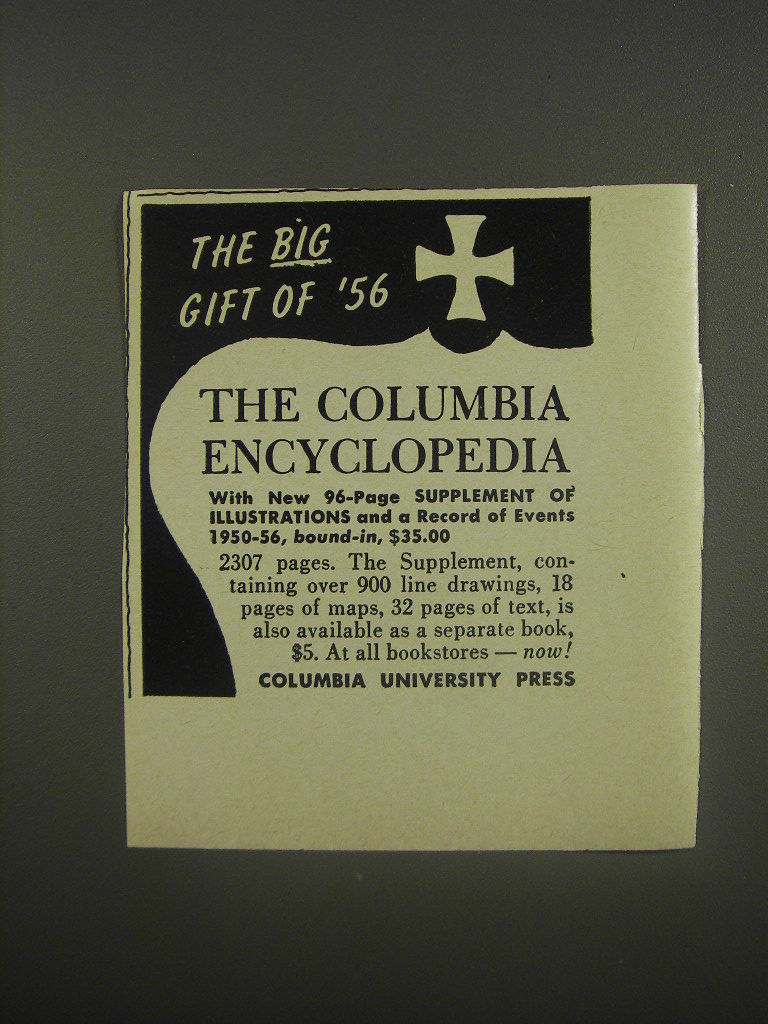 THE BIG
GIFT OF '56
THE COLUMBIA
ENCYCLOPEDIA
With New 96-Page SUPPLEMENT OF
ILLUSTRATIONS and a Record of Events
1950-56, bound-in, $35.00
2307 pages. The Supplement, con-
taining over 900 line drawings, 18
pages of maps, 32 pages of text, is
also available as a separate book,
$5. At all bookstores — now!
COLUMBIA UNIVERSITY PRESS